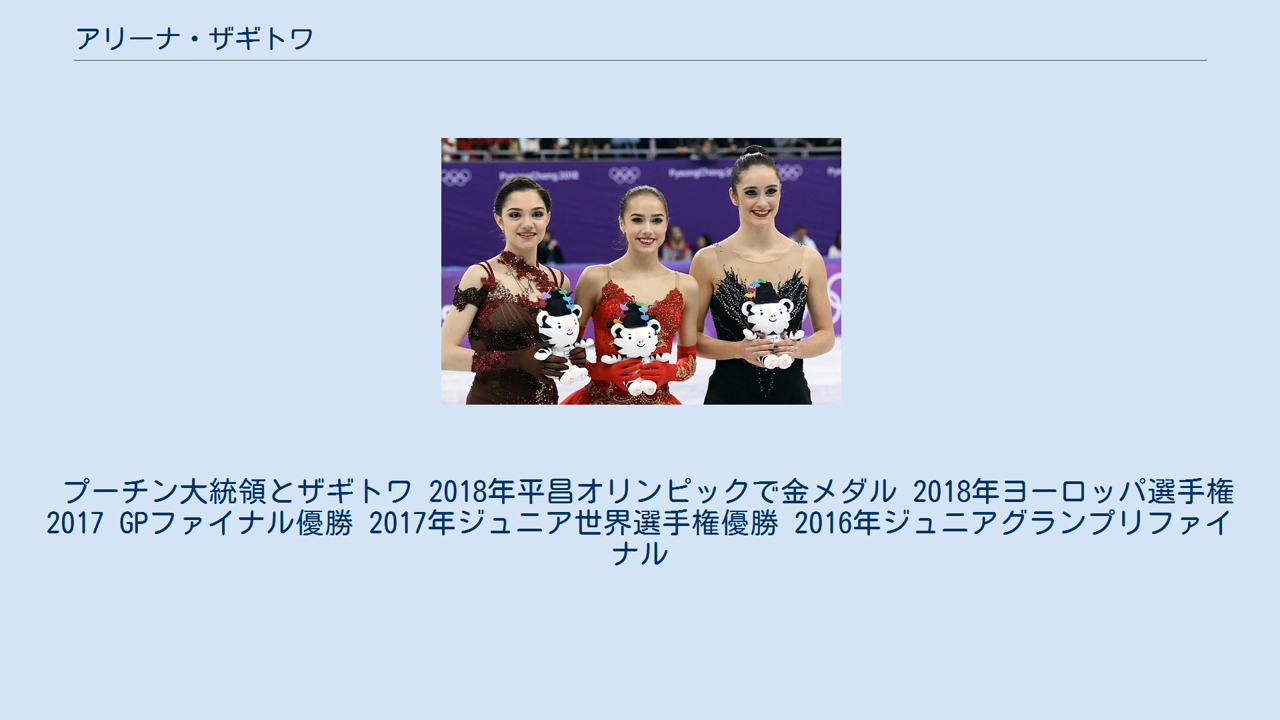 アリーナ・ザギトワ
PyeongChang 2018 PyeongChang
プーチン大統領とザギトワ 2018年平昌オリンピックで金メダル 2018年ヨーロッパ選手権
2017 GPファイナル優勝 2017年ジュニア世界選手権優勝 2016年ジュニアグランプリファイ
ナル